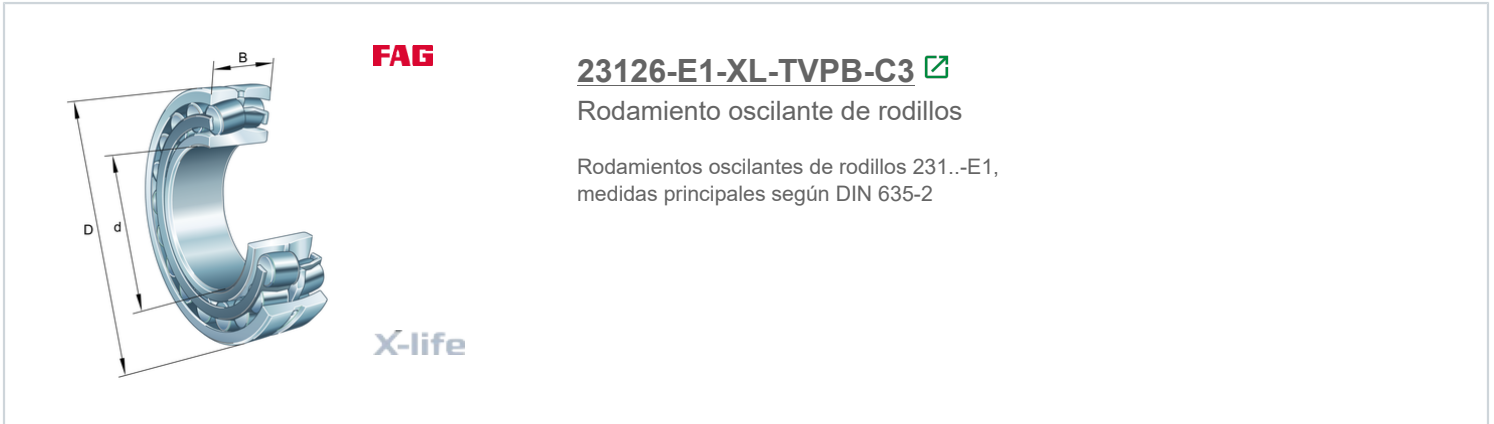 B
FAG
23126-E1-XL-TVPB-C3
Rodamiento oscilante de rodillos
Rodamientos oscilantes de rodillos 231..-E1,
medidas principales según DIN 635-2
D
d
X-life